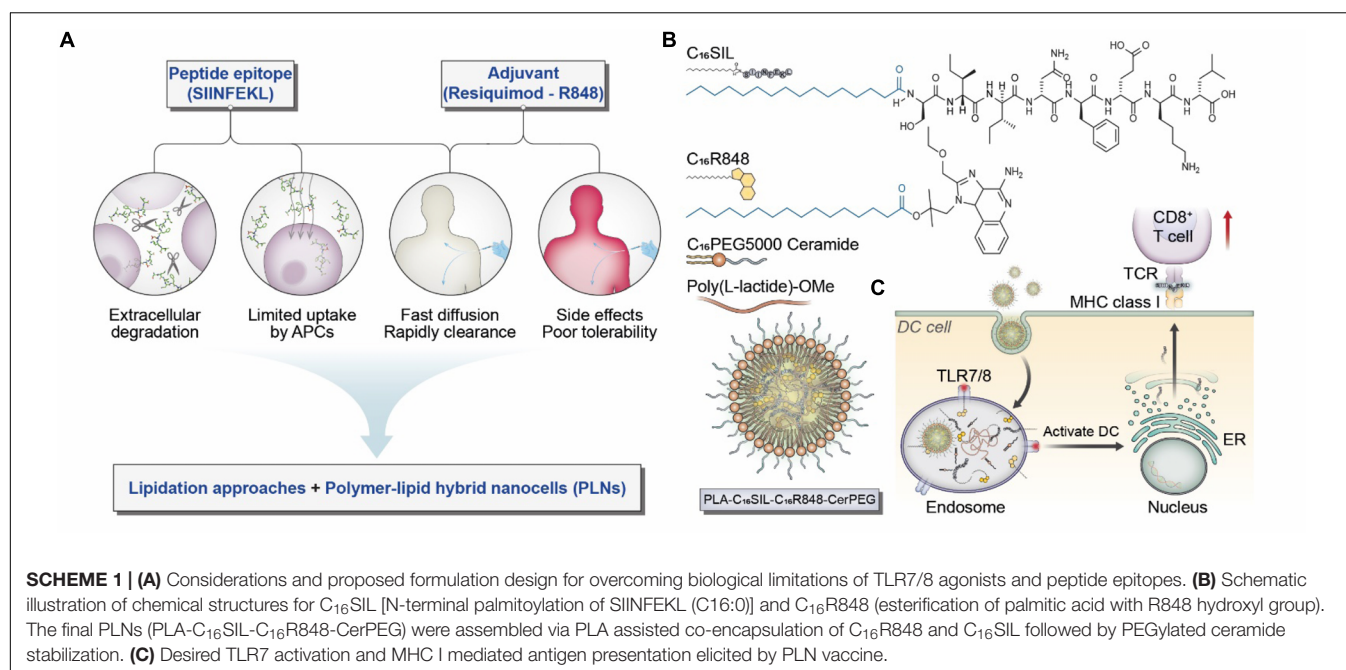 A
Peptide epitope
(SIINFEKL)
Adjuvant
(Resiquimod - R848)
Extracellular
degradation
Limited uptake
by APCs
Fast diffusion
Rapidly clearance
Side effects
Poor tolerability
Lipidation approaches + Polymer-lipid hybrid nanocells (PLNs)
B
C₁₆SIL
SIINFEKL
O
N
H
HO
O
H
N
O
N
H
O
H
N
O
NH₂
N
H
O
H
N
O
HO
O
N
H
O
H
N
NH₂
O
OH
C₁₆R848
O
O
O
N
N
NH₂
N
C₁₆PEG5000 Ceramide
Poly(L-lactide)-OMe
PLA-C₁₆SIL-C₁₆R848-CerPEG
C
CD8⁺
T cell
TCR
MHC class I
DC cell
TLR7/8
Activate DC
ER
Endosome
Nucleus
SCHEME 1 | (A) Considerations and proposed formulation design for overcoming biological limitations of TLR7/8 agonists and peptide epitopes. (B) Schematic
illustration of chemical structures for C₁₆SIL [N-terminal palmitoylation of SIINFEKL (C16:0)] and C₁₆R848 (esterification of palmitic acid with R848 hydroxyl group).
The final PLNs (PLA-C₁₆SIL-C₁₆R848-CerPEG) were assembled via PLA assisted co-encapsulation of C₁₆R848 and C₁₆SIL followed by PEGylated ceramide
stabilization. (C) Desired TLR7 activation and MHC I mediated antigen presentation elicited by PLN vaccine.